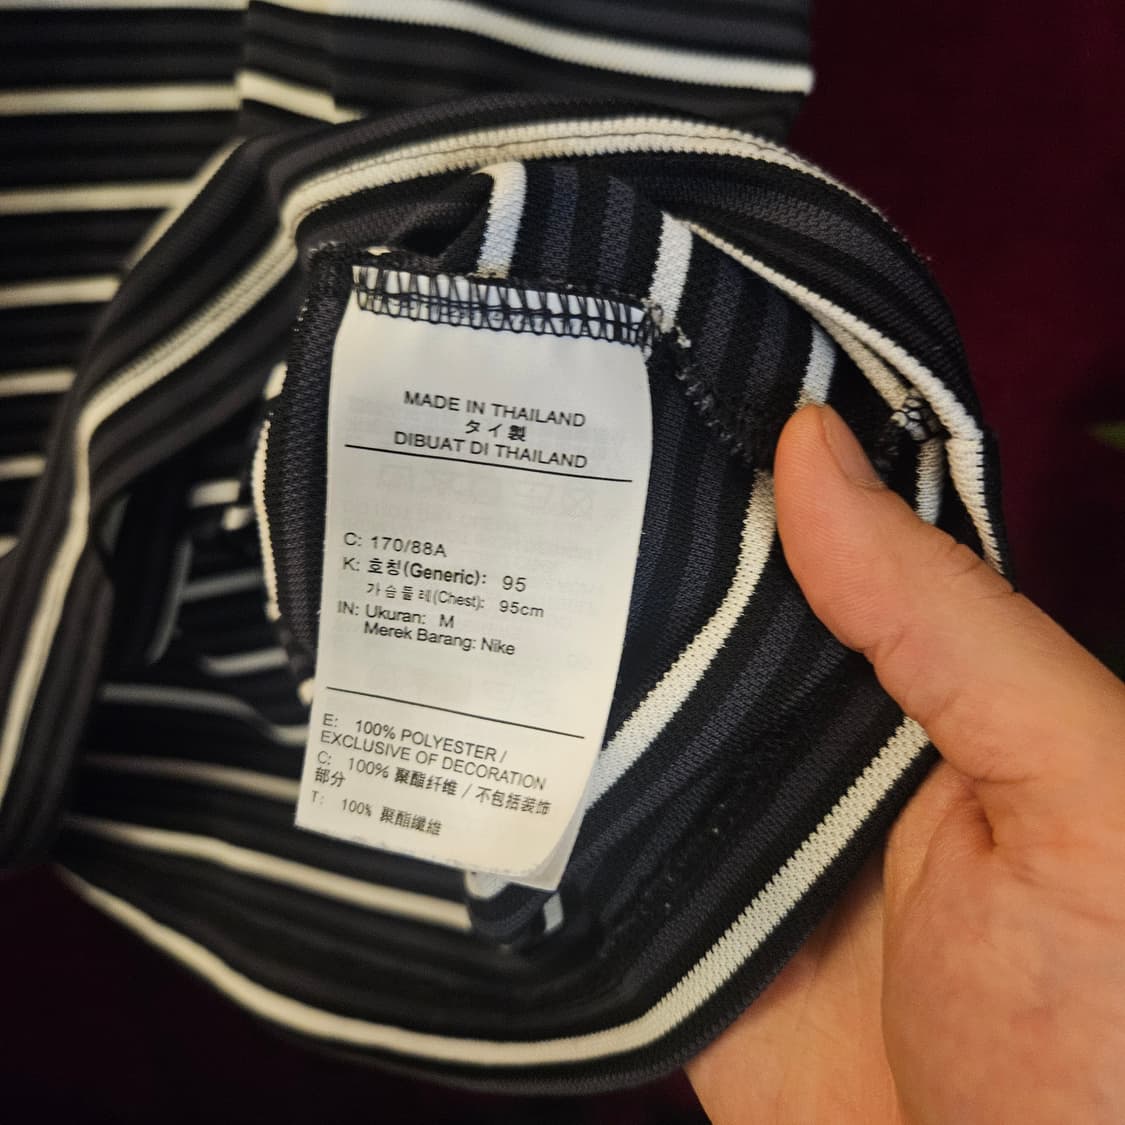 MADE IN THAILAND
タイ製
DIBUAT DI THAILAND
C: 170/88A
K: 호칭(Generic): 95
가슴둘레(Chest): 95cm
IN: Ukuran: M
Merek Barang: Nike
E: 100% POLYESTER /
EXCLUSIVE OF DECORATION
C: 100% 聚酯纤维 / 不包括装饰
部分
T: 100% 聚酯纖維